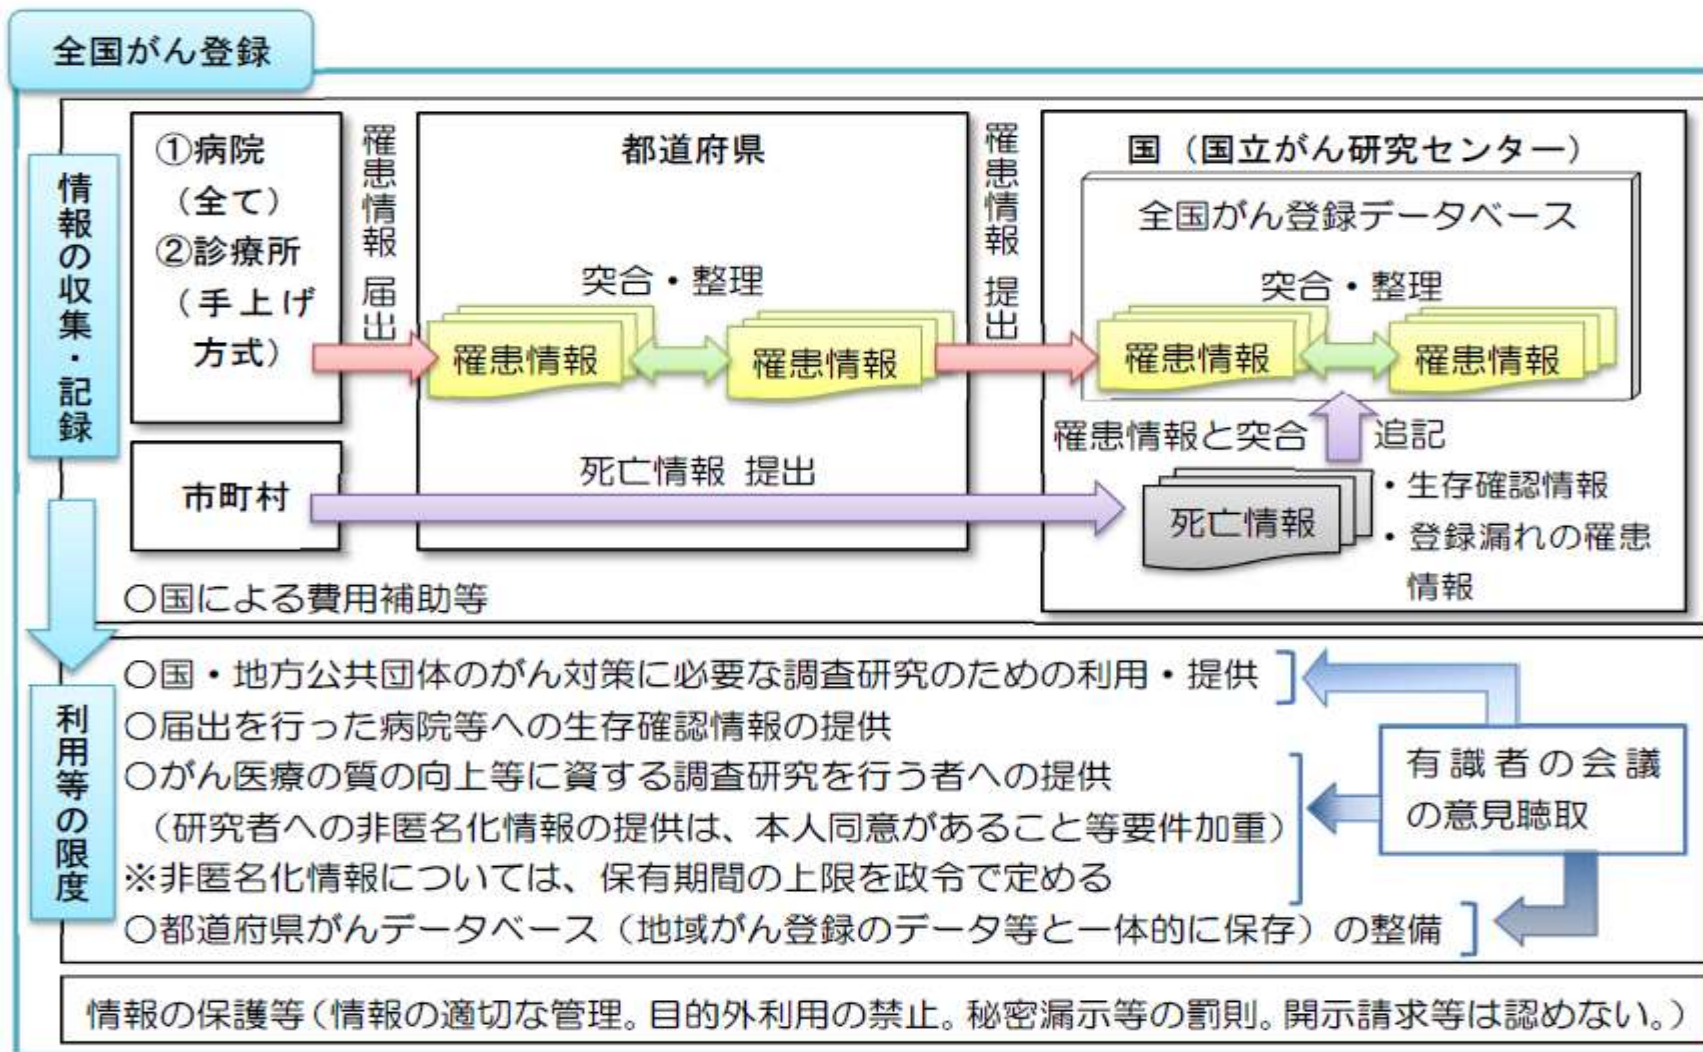 全国がん登録
情報の収集・記録
①病院
(全て)
②診療所
(手上げ
方式)
罹患情報 届出
都道府県
突合・整理
罹患情報
罹患情報
罹患情報 提出
国(国立がん研究センター)
全国がん登録データベース
突合・整理
罹患情報
罹患情報
罹患情報と突合
追記
市町村
死亡情報 提出
死亡情報
・生存確認情報
・登録漏れの罹患
情報
○国による費用補助等
利用等の限度
○国・地方公共団体のがん対策に必要な調査研究のための利用・提供
○届出を行った病院等への生存確認情報の提供
○がん医療の質の向上等に資する調査研究を行う者への提供
(研究者への非匿名化情報の提供は、本人同意があること等要件加重)
※非匿名化情報については、保有期間の上限を政令で定める
○都道府県がんデータベース(地域がん登録のデータ等と一体的に保存)の整備
有識者の会議
の意見聴取
情報の保護等(情報の適切な管理。目的外利用の禁止。秘密漏示等の罰則。開示請求等は認めない。)